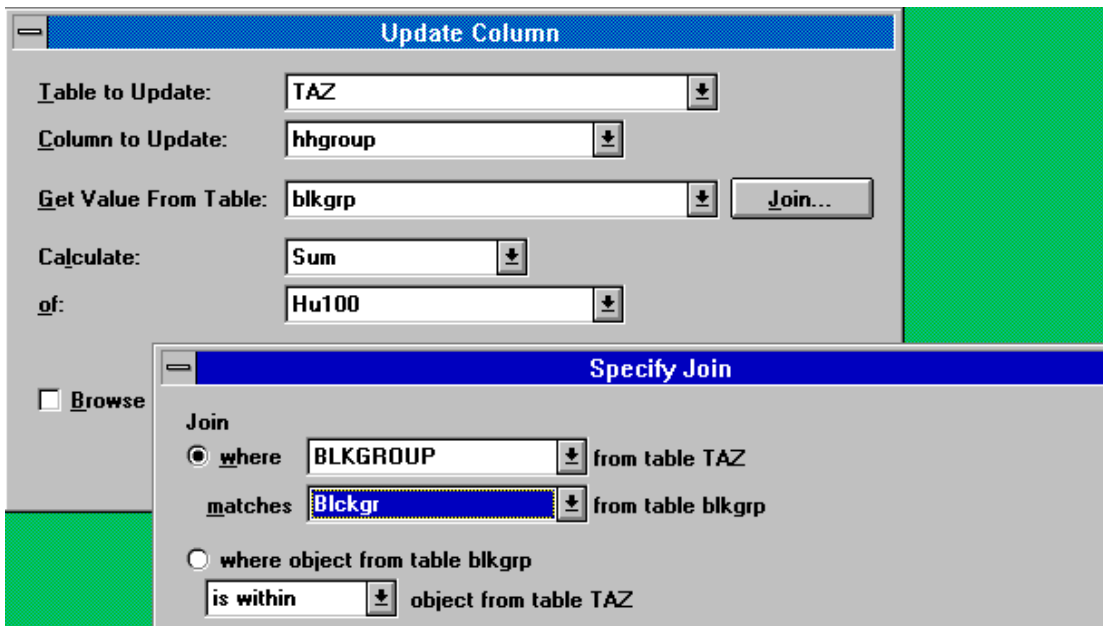 Update Column
Table to Update: TAZ
Column to Update: hhgroup
Get Value From Table: blkgrp Join...
Calculate: Sum
of: Hu100
Browse
Specify Join
Join
where BLKGROUP from table TAZ
matches Blckgr from table blkgrp
where object from table blkgrp
is within object from table TAZ